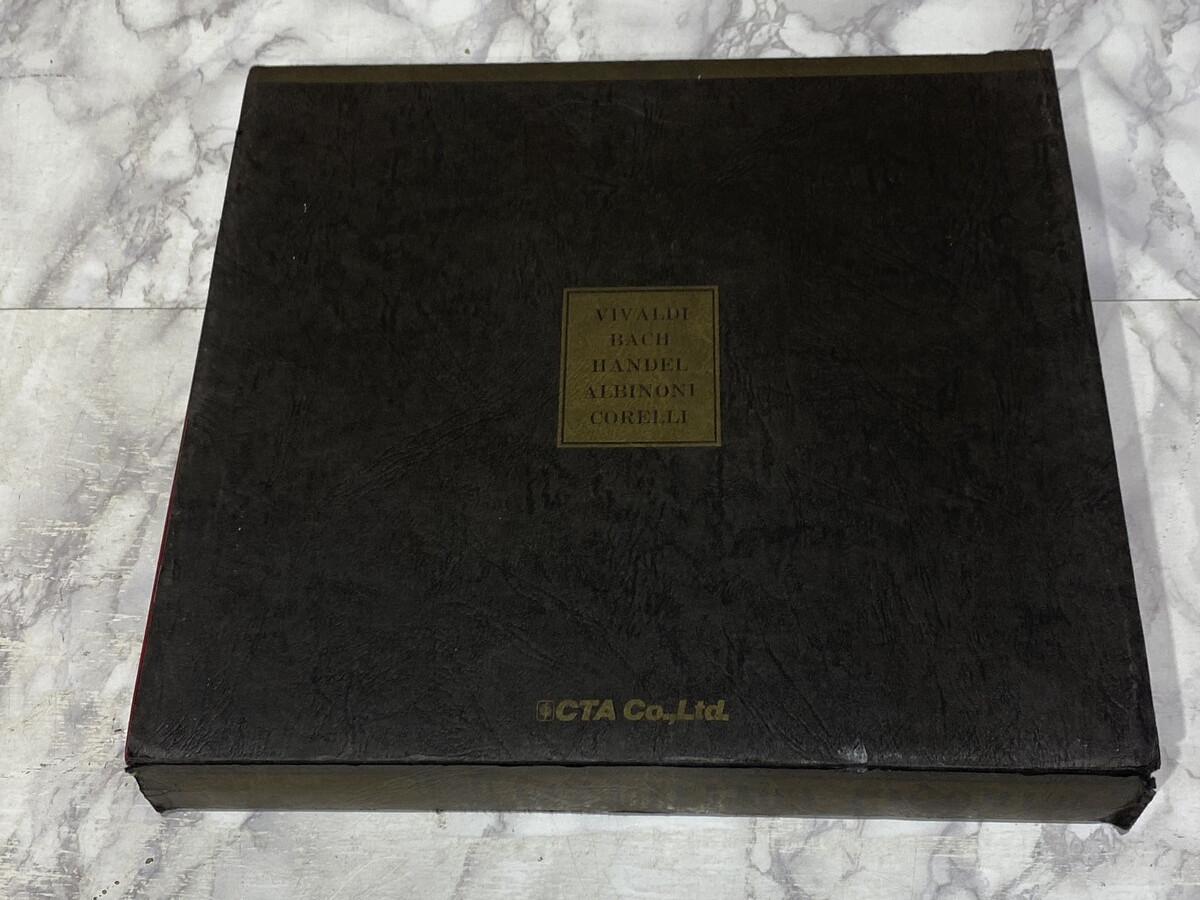 VIVALDI
BACH
HANDEL
ALBINONI
CORELLI
CTA Co.,Ltd.